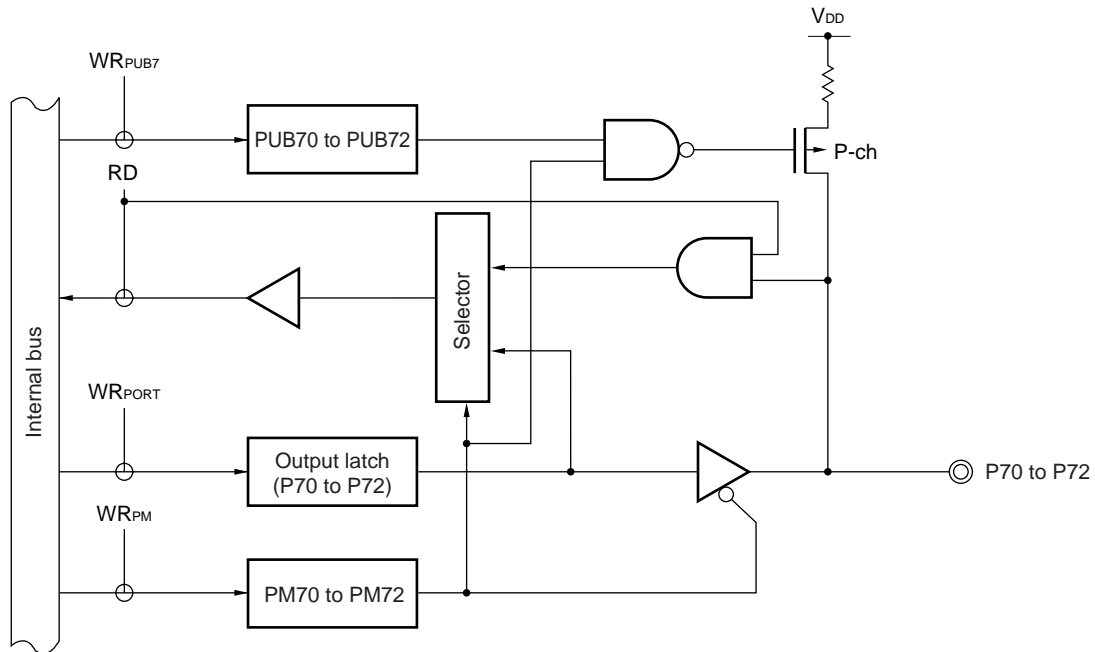 VDD
WRPUB7
PUB70 to PUB72
P-ch
RD
Selector
Internal bus
WRPORT
Output latch
(P70 to P72)
P70 to P72
WRPM
PM70 to PM72